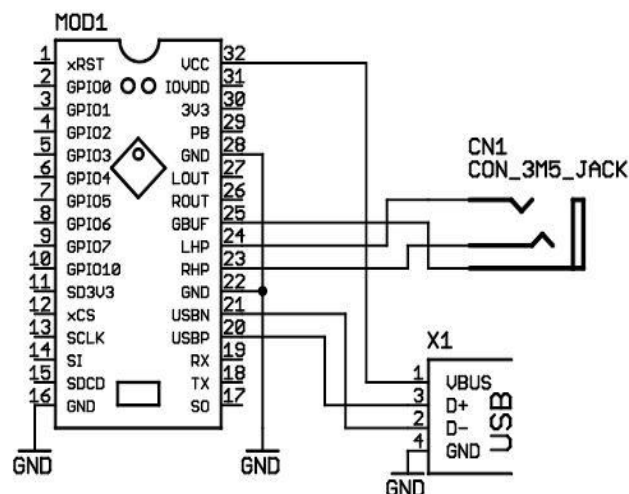 MOD1
1 xRST VCC 32
2 GPIO0 IOVDD 31
3 GPIO1 3V3 30
4 GPIO2 PB 29
5 GPIO3 GND 28
6 GPIO4 LOUT 27
7 GPIO5 ROUT 26
8 GPIO6 GBUF 25
9 GPIO7 LHP 24
10 GPIO10 RHP 23
11 SD3V3 GND 22
12 xCS USBN 21
13 SCLK USBP 20
14 SI RX 19
15 SDCD TX 18
16 GND SO 17
GND
GND
CN1
CON_3M5_JACK
X1
1 VBUS
3 D+
2 D-
4 GND
USB
GND